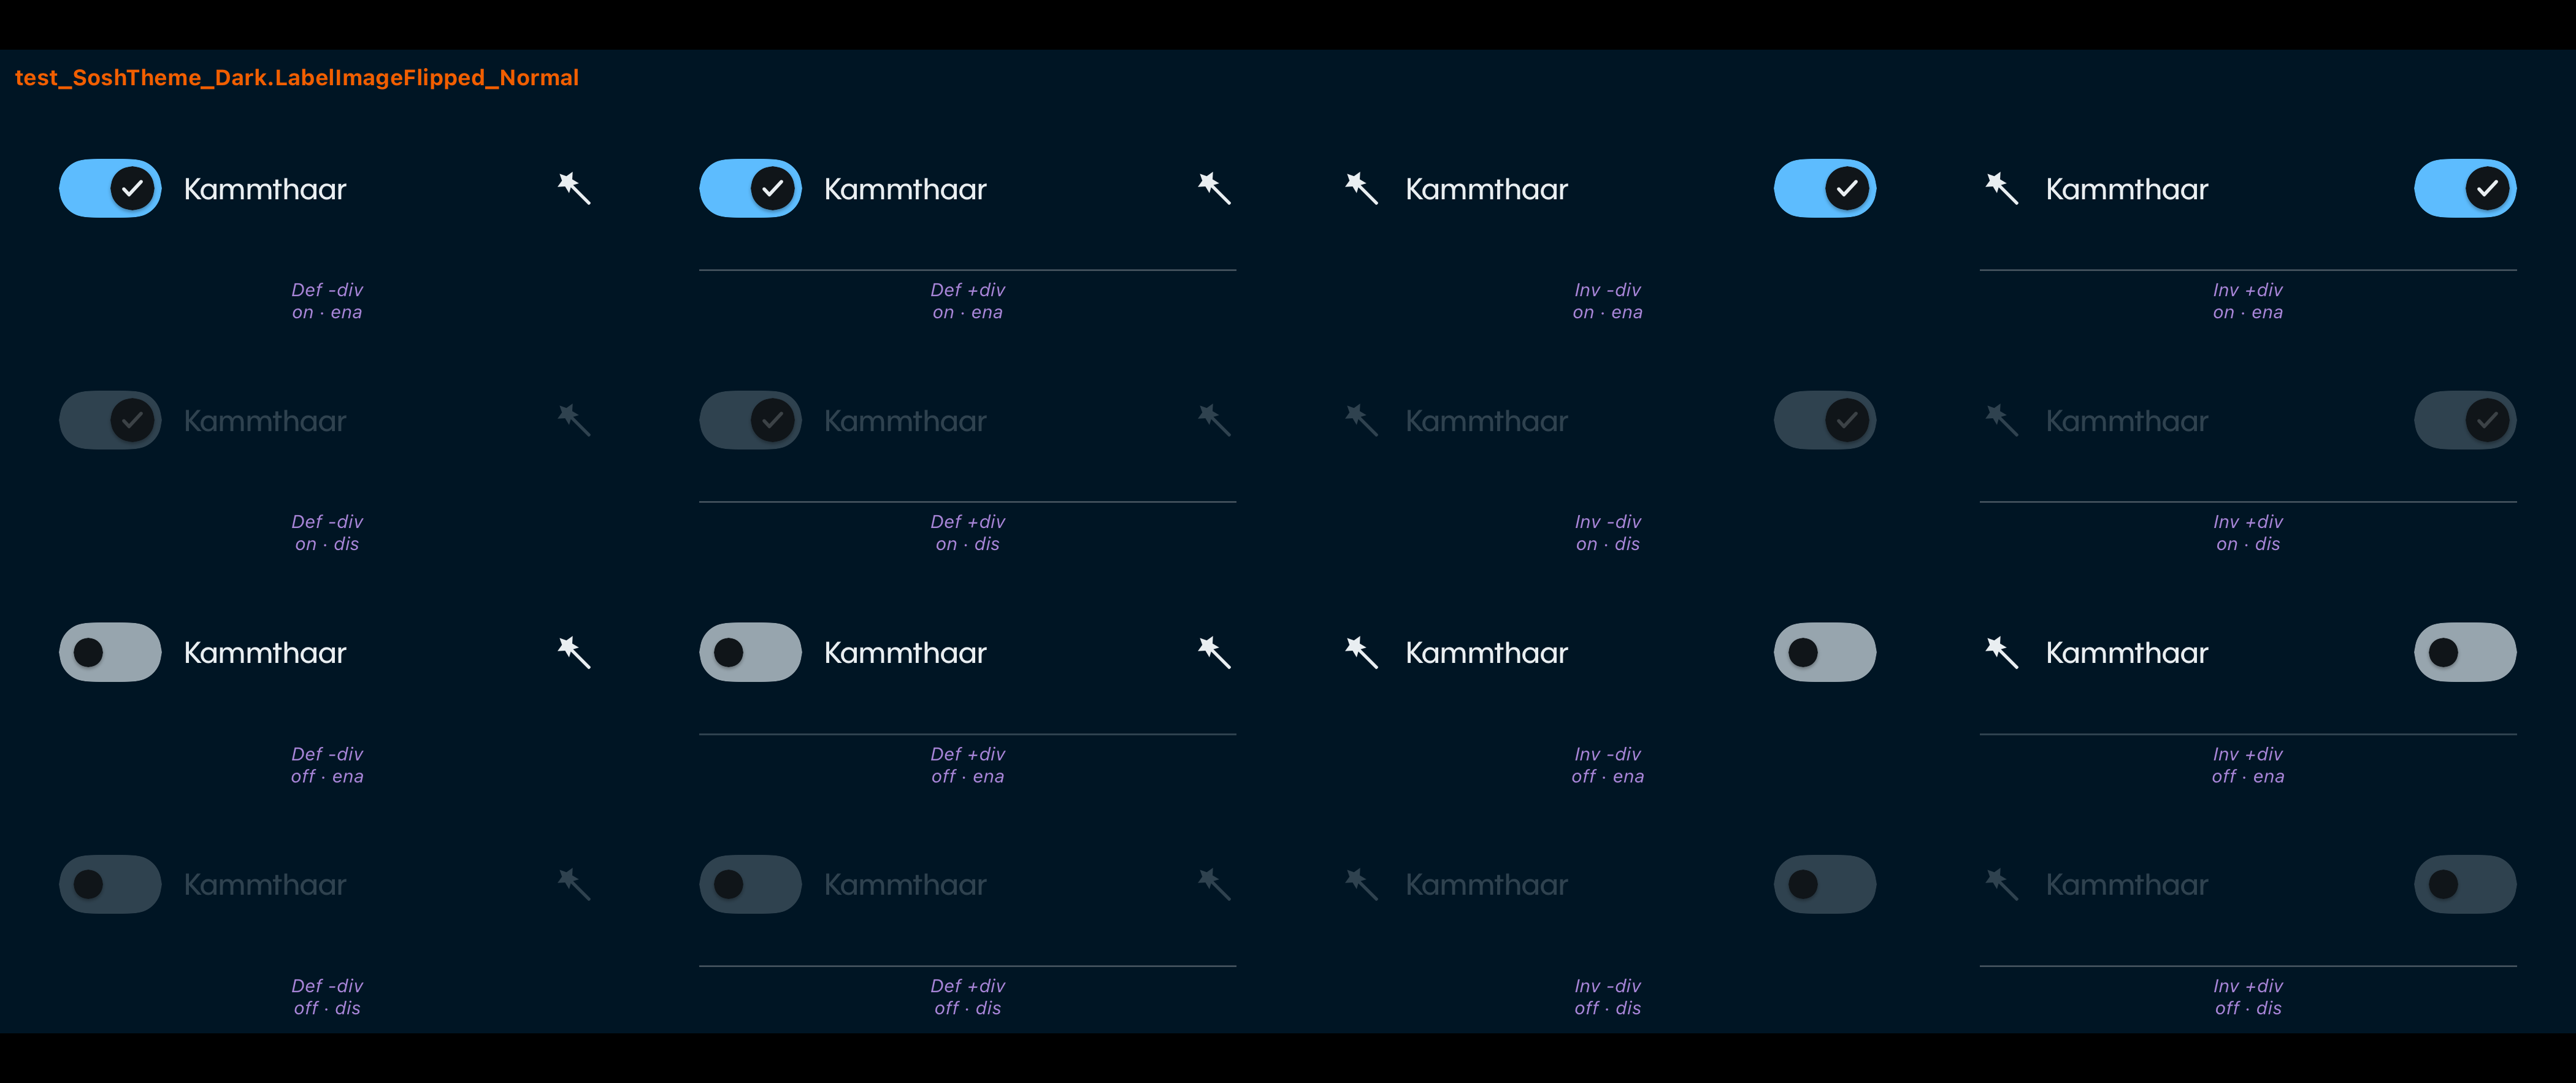 test_SoshTheme_Dark.LabelImageFlipped_Normal
Kammthaar
Kammthaar
Kammthaar
Kammthaar
Def -div
on · ena
Def +div
on · ena
Inv -div
on · ena
Inv +div
on · ena
Kammthaar
Kammthaar
Kammthaar
Kammthaar
Def -div
on · dis
Def +div
on · dis
Inv -div
on · dis
Inv +div
on · dis
Kammthaar
Kammthaar
Kammthaar
Kammthaar
Def -div
off · ena
Def +div
off · ena
Inv -div
off · ena
Inv +div
off · ena
Kammthaar
Kammthaar
Kammthaar
Kammthaar
Def -div
off · dis
Def +div
off · dis
Inv -div
off · dis
Inv +div
off · dis